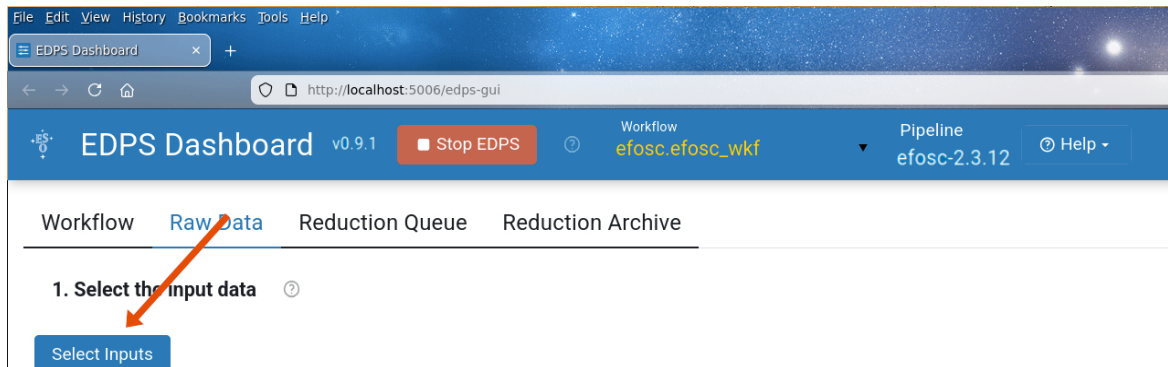 File Edit View History Bookmarks Tools Help
EDPS Dashboard × +
http://localhost:5006/edps-gui
ES
O
EDPS Dashboard v0.9.1 Stop EDPS ? Workflow efosc.efosc_wkf Pipeline efosc-2.3.12 ? Help
Workflow Raw Data Reduction Queue Reduction Archive
1. Select the input data ?
Select Inputs